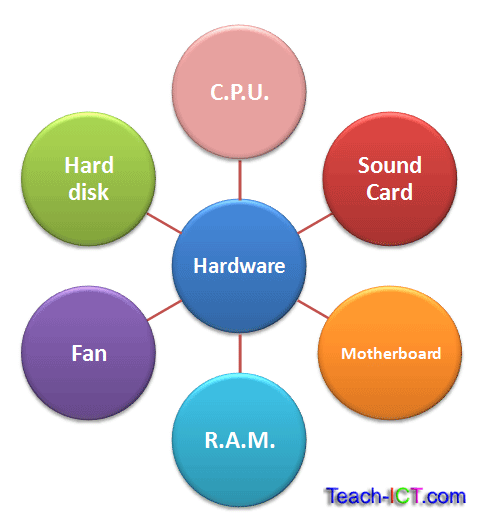 C.P.U.
Sound
Card
Motherboard
R.A.M.
Fan
Hard
disk
Hardware
Teach-ICT.com